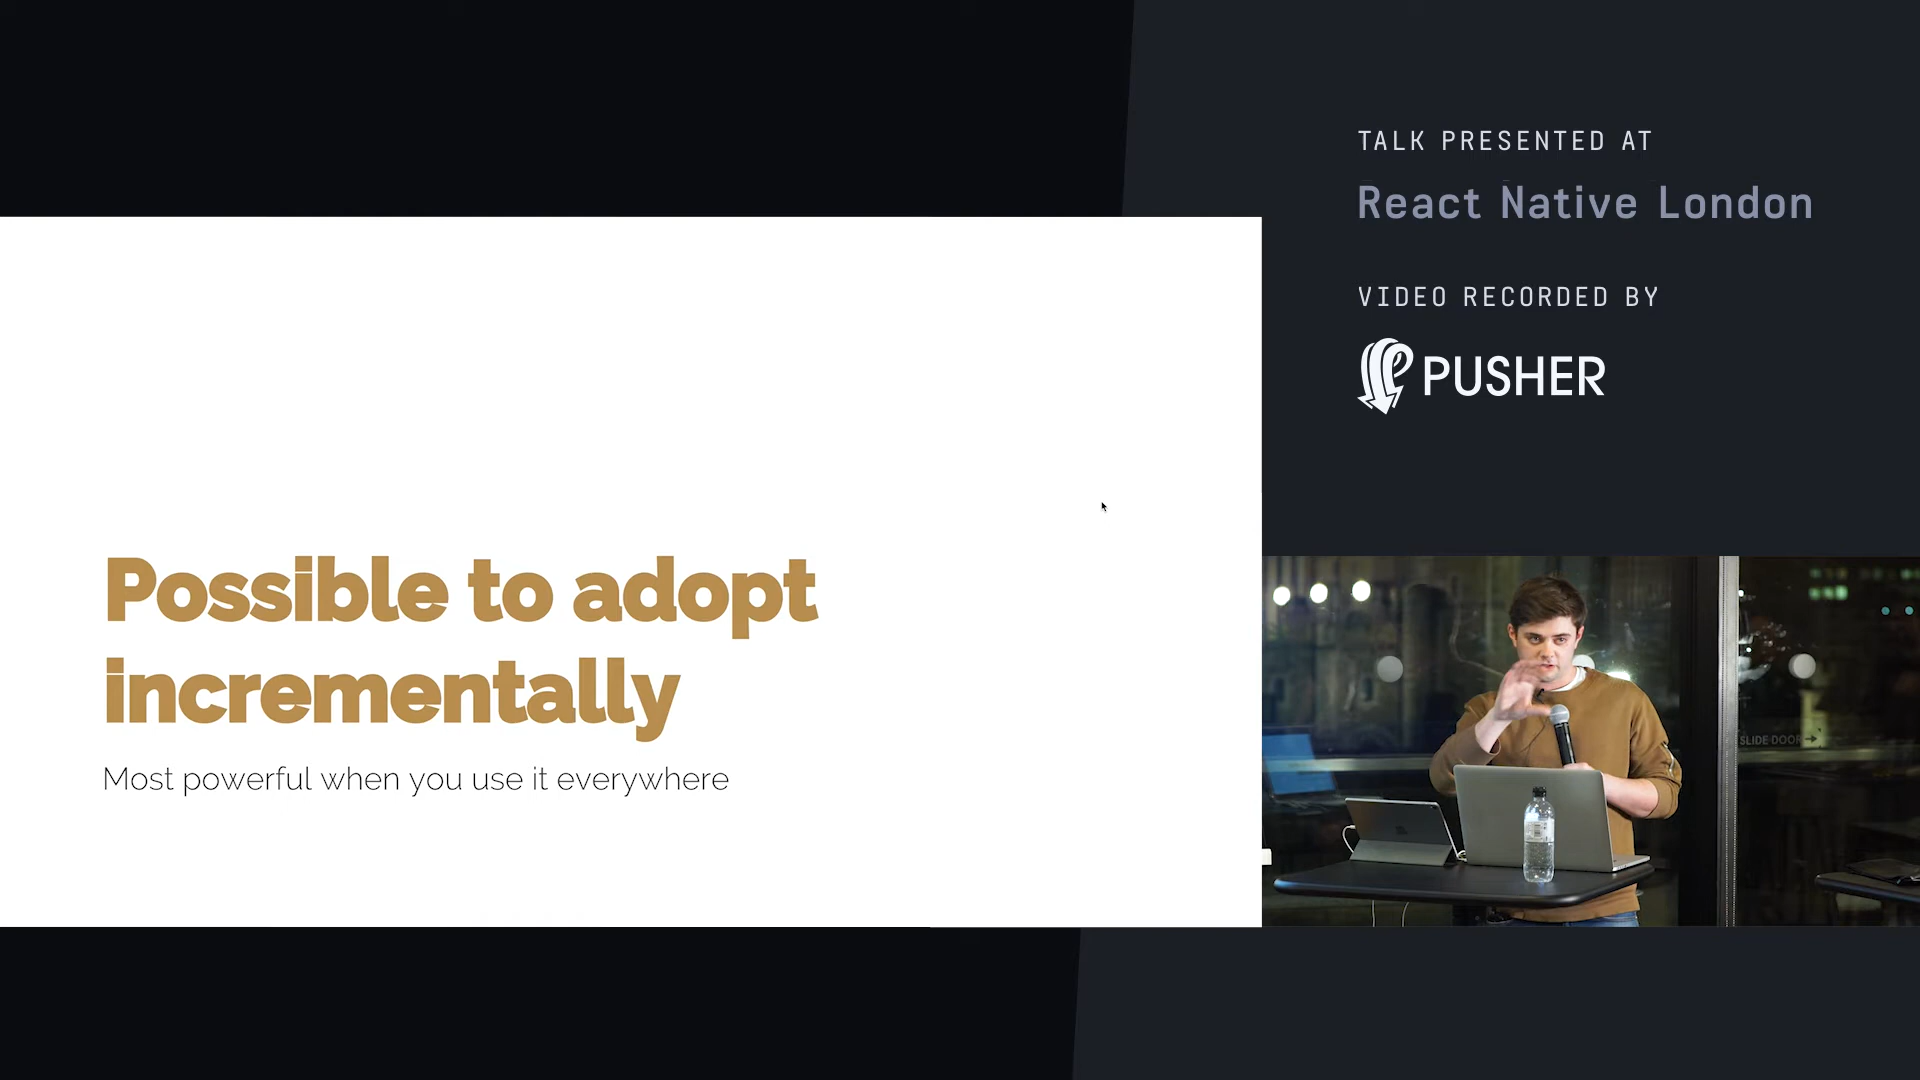 TALK PRESENTED AT
React Native London
VIDEO RECORDED BY
PUSHER
Possible to adopt
incrementally
Most powerful when you use it everywhere
SLIDE DOOR